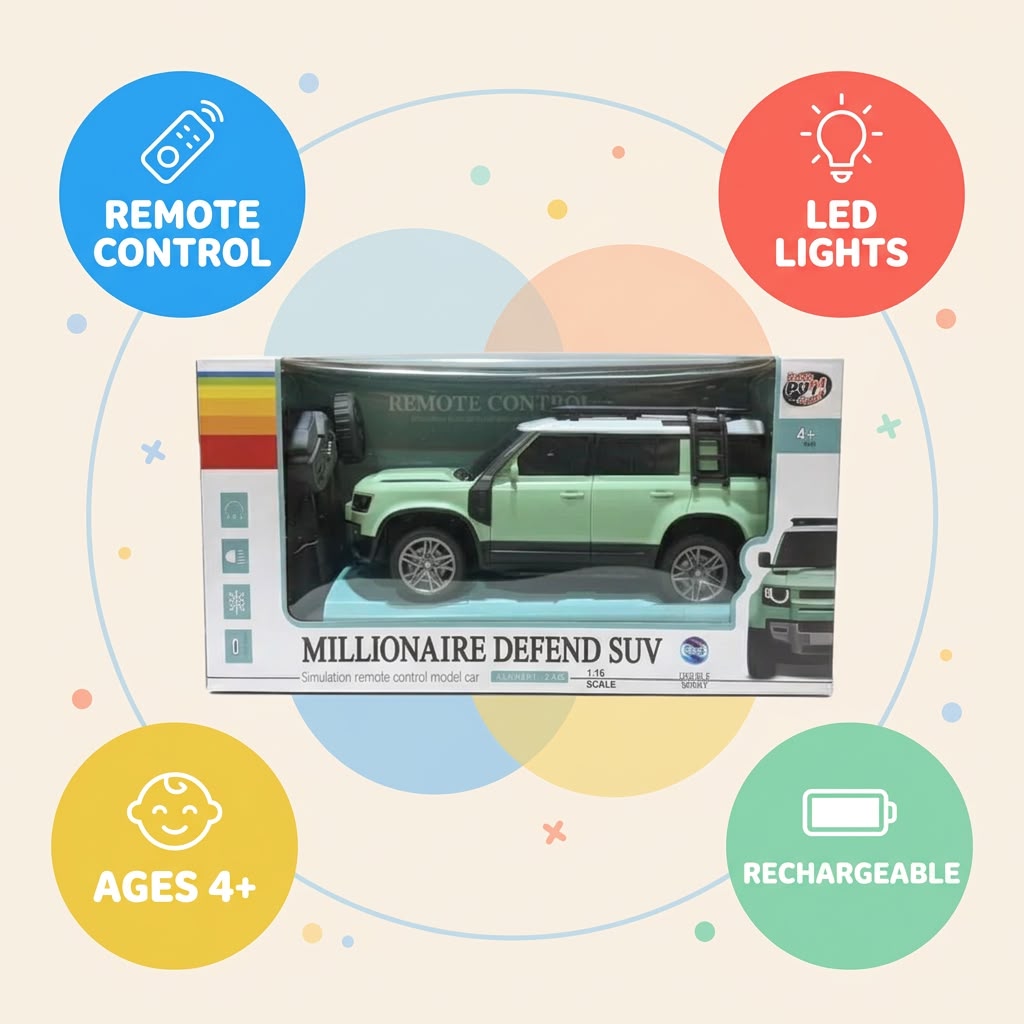 REMOTE
CONTROL
LED
LIGHTS
REMOTE CONTROL
4+
MILLIONAIRE DEFEND SUV
Simulation remote control model car
1:16
SCALE
AGES 4+
RECHARGEABLE